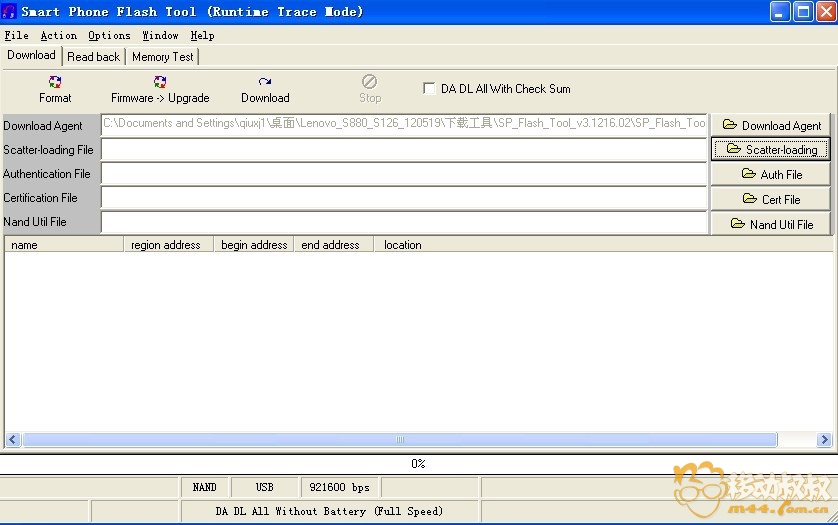 Smart Phone Flash Tool (Runtime Trace Mode)
File Action Options Window Help
Download Read back Memory Test
Format Firmware -> Upgrade Download Stop DA DL All With Check Sum
Download Agent C:\Documents and Settings\qiuxj1\桌面\Lenovo_S880_S126_120519\下载工具\SP_Flash_Tool_v3.1216.02\SP_Flash_Too Download Agent
Scatter-loading File Scatter-loading
Authentication File Auth File
Certification File Cert File
Nand Util File Nand Util File
name region address begin address end address location
0%
NAND USB 921600 bps
DA DL All Without Battery (Full Speed)
移动叔叔
m44.com.cn